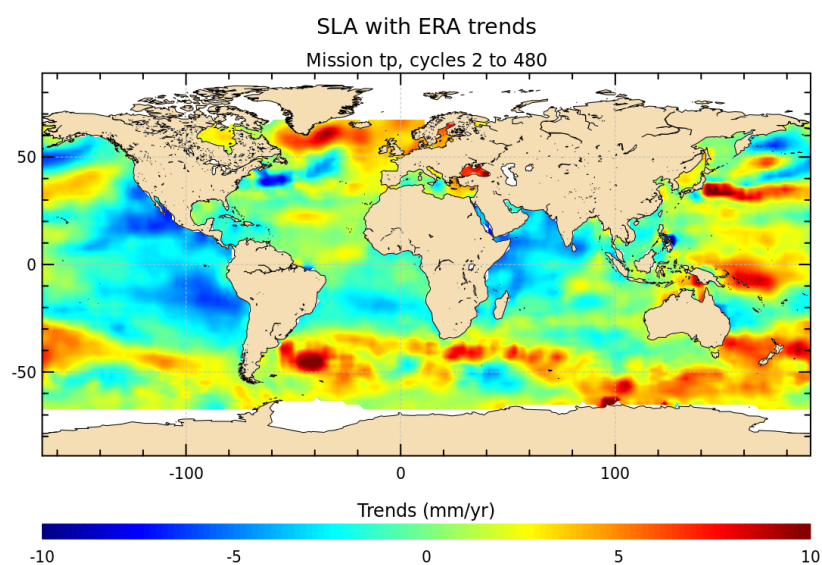 SLA with ERA trends
Mission tp, cycles 2 to 480
50
0
-50
-100 0 100
Trends (mm/yr)
-10 -5 0 5 10